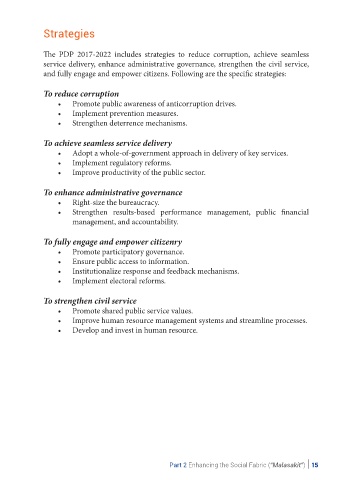 Strategies
The PDP 2017-2022 includes strategies to reduce corruption, achieve seamless
service delivery, enhance administrative governance, strengthen the civil service,
and fully engage and empower citizens. Following are the specific strategies:
To reduce corruption
• Promote public awareness of anticorruption drives.
• Implement prevention measures.
• Strengthen deterrence mechanisms.
To achieve seamless service delivery
• Adopt a whole-of-government approach in delivery of key services.
• Implement regulatory reforms.
• Improve productivity of the public sector.
To enhance administrative governance
• Right-size the bureaucracy.
• Strengthen results-based performance management, public financial
management, and accountability.
To fully engage and empower citizenry
• Promote participatory governance.
• Ensure public access to information.
• Institutionalize response and feedback mechanisms.
• Implement electoral reforms.
To strengthen civil service
• Promote shared public service values.
• Improve human resource management systems and streamline processes.
• Develop and invest in human resource.
Part 2 Enhancing the Social Fabric ("Malasakit") | 15